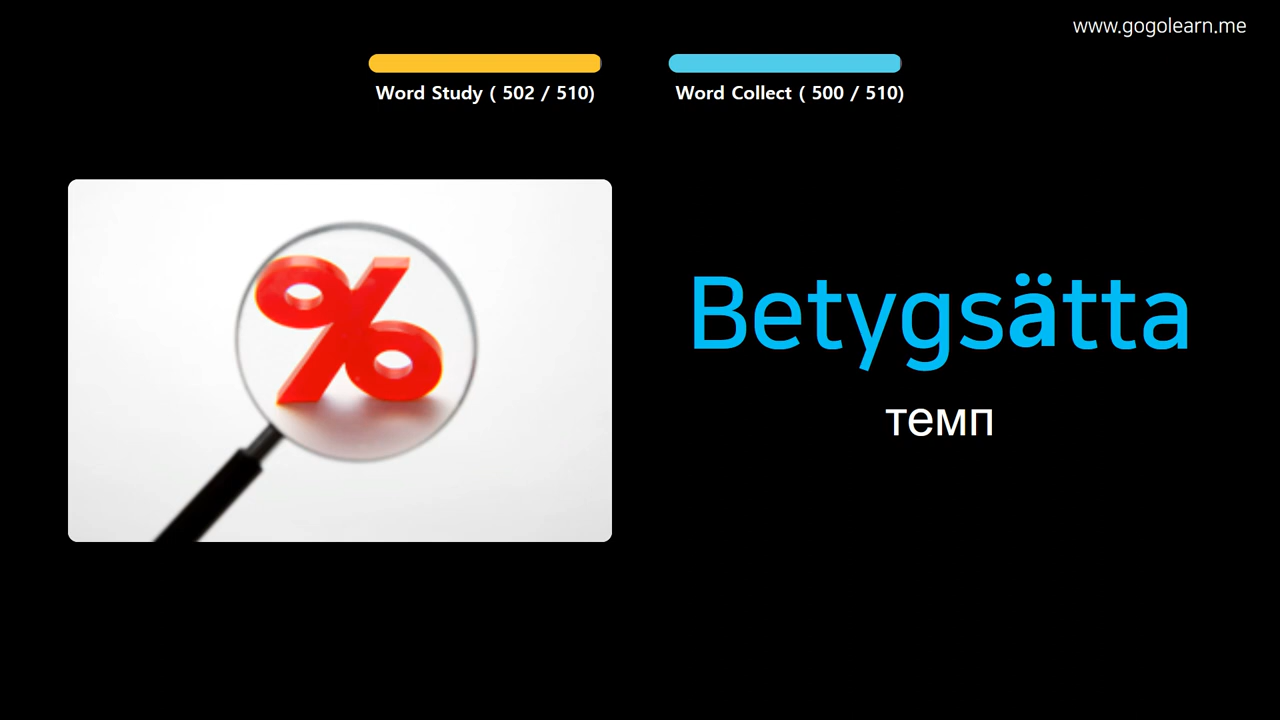 www.gogolearn.me
Word Study ( 502 / 510)
Word Collect ( 500 / 510)
%
Betygsätta
темп